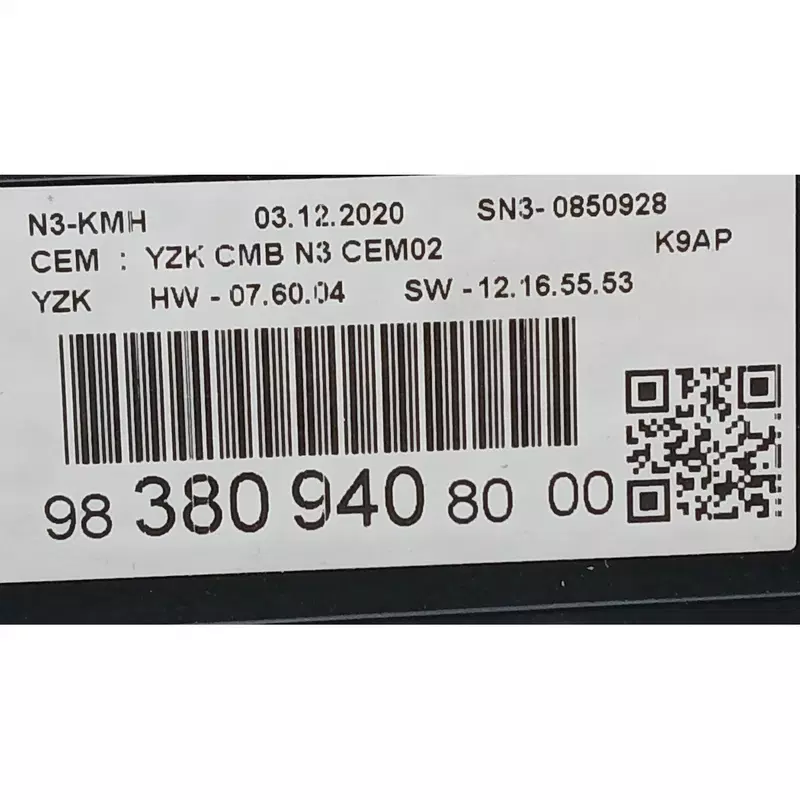 N3-KMH 03.12.2020 SN3- 0850928
CEM : YZK CMB N3 CEM02 K9AP
YZK HW - 07.60.04 SW - 12.16.55.53
98 380 940 80 00